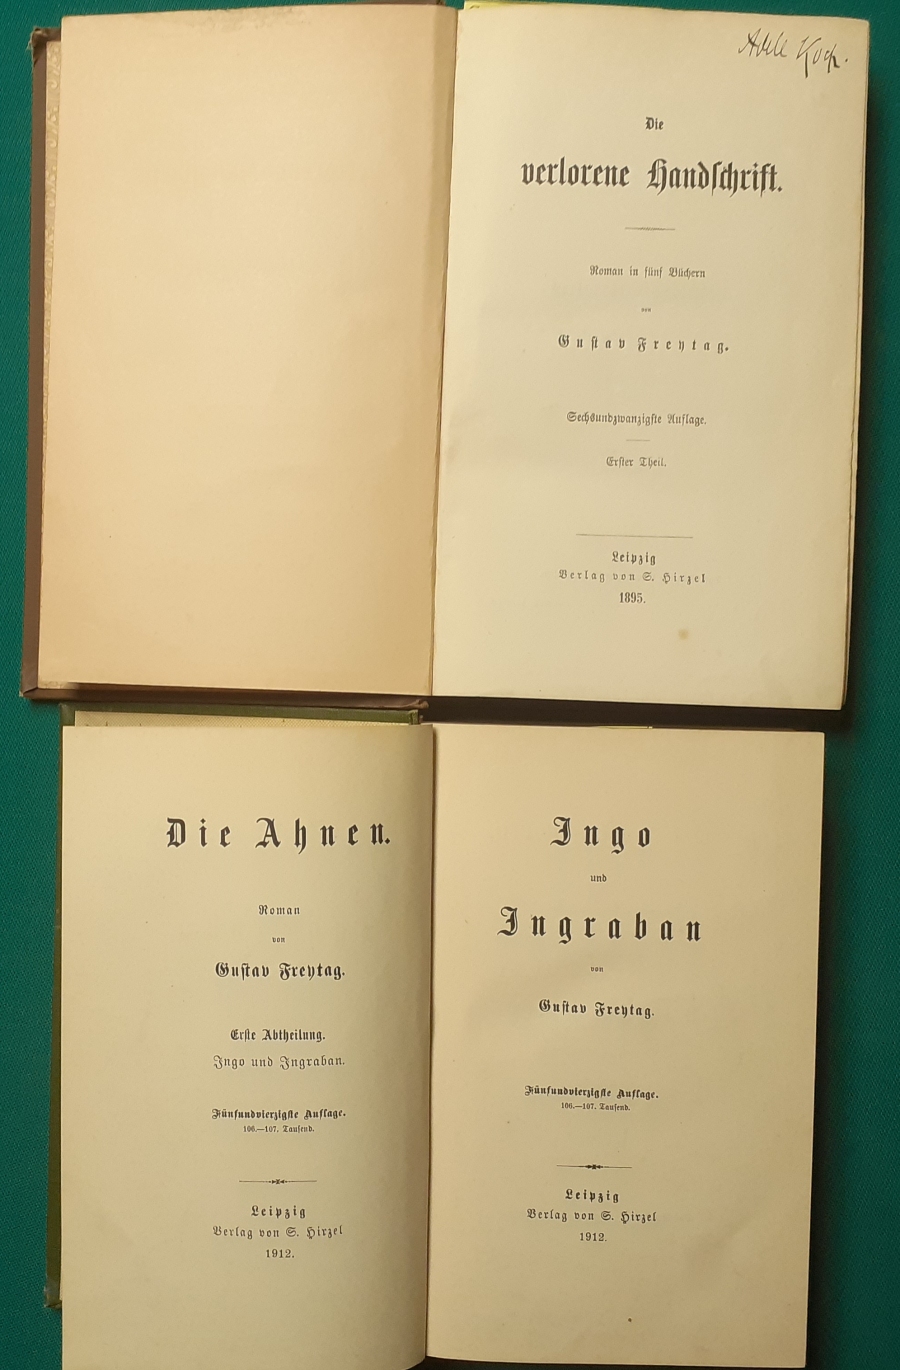 Adele Koch.
Die
verlorene Handschrift.
Roman in fünf Büchern
von
Gustav Freytag.
Sechsundzwanzigste Auflage.
Erster Theil.
Leipzig
Verlag von S. Hirzel
1895.
Die Ahnen.
Roman
von
Gustav Freytag.
Erste Abtheilung.
Ingo und Ingraban.
Fünfundvierzigste Auflage.
106.—107. Tausend.
Leipzig
Verlag von S. Hirzel
1912.
Ingo
und
Ingraban
von
Gustav Freytag.
Fünfundvierzigste Auflage.
106.—107. Tausend.
Leipzig
Verlag von S. Hirzel
1912.